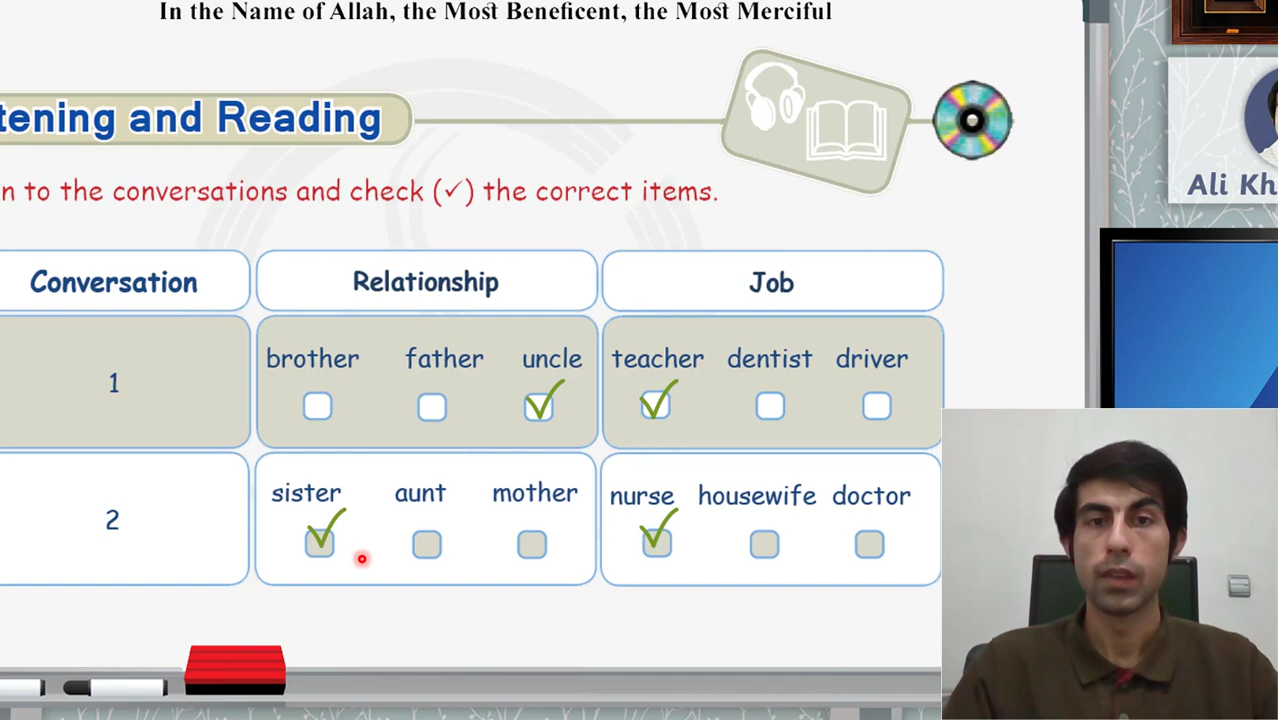 In the Name of Allah, the Most Beneficent, the Most Merciful
tening and Reading
n to the conversations and check (✓) the correct items.
Ali Kh
Conversation Relationship Job
1 brother father uncle teacher dentist driver
2 sister aunt mother nurse housewife doctor